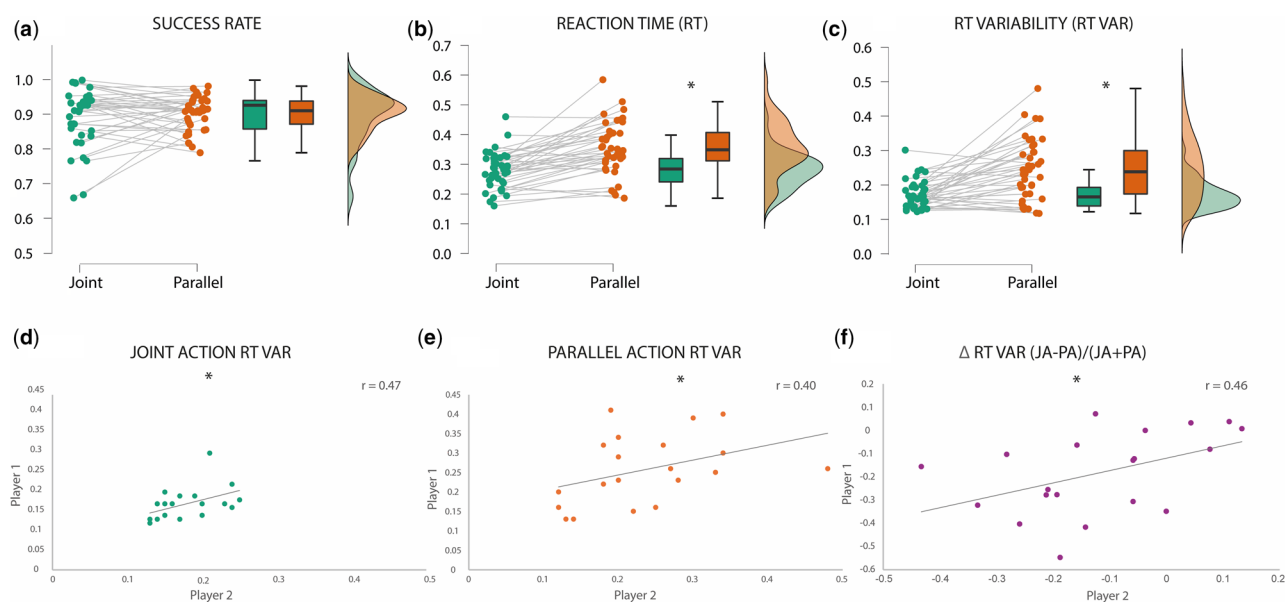 (a)
SUCCESS RATE
1.0
0.9
0.8
0.7
0.6
0.5
Joint
Parallel
(b)
REACTION TIME (RT)
*
0.7
0.6
0.5
0.4
0.3
0.2
0.1
0.0
Joint
Parallel
(c)
RT VARIABILITY (RT VAR)
*
0.6
0.5
0.4
0.3
0.2
0.1
0.0
Joint
Parallel
(d)
JOINT ACTION RT VAR
*
r = 0.47
Player 1
0.45
0.4
0.35
0.3
0.25
0.2
0.15
0.1
0.05
0
0
0.1
0.2
0.3
0.4
0.5
Player 2
(e)
PARALLEL ACTION RT VAR
*
r = 0.40
Player 1
0.45
0.4
0.35
0.3
0.25
0.2
0.15
0.1
0.05
0
0
0.1
0.2
0.3
0.4
0.5
Player 2
(f)
Δ RT VAR (JA-PA)/(JA+PA)
*
r = 0.46
Player 1
0.2
0.1
0
-0.1
-0.2
-0.3
-0.4
-0.5
-0.6
-0.5
-0.4
-0.3
-0.2
-0.1
0
0.1
0.2
Player 2